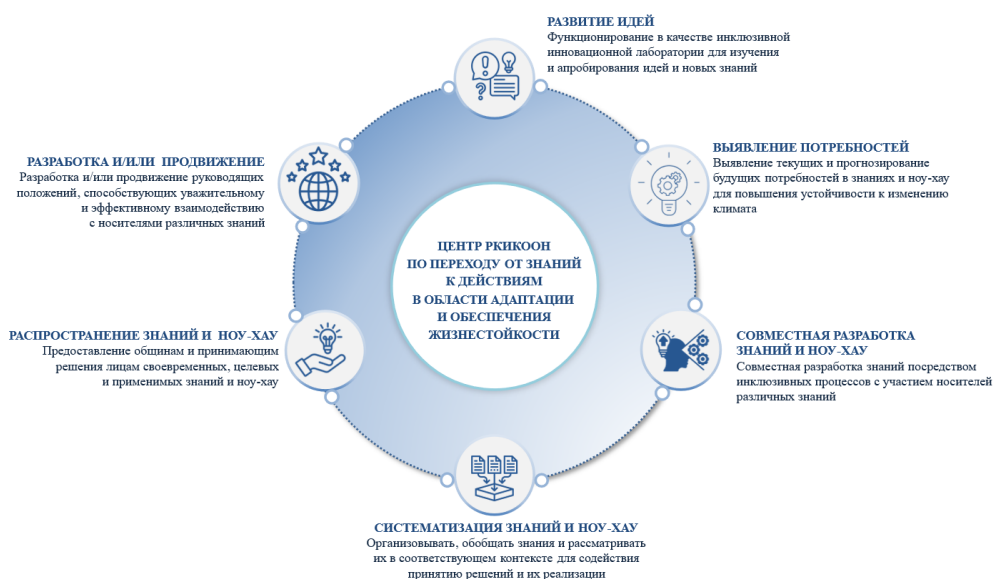 РАЗВИТИЕ ИДЕЙ
Функционирование в качестве инклюзивной
инновационной лаборатории для изучения
и апробирования идей и новых знаний
ВЫЯВЛЕНИЕ ПОТРЕБНОСТЕЙ
Выявление текущих и прогнозирование
будущих потребностей в знаниях и ноу-хау
для повышения устойчивости к изменению
климата
СОВМЕСТНАЯ РАЗРАБОТКА
ЗНАНИЙ И НОУ-ХАУ
Совместная разработка знаний посредством
инклюзивных процессов с участием носителей
различных знаний
СИСТЕМАТИЗАЦИЯ ЗНАНИЙ И НОУ-ХАУ
Организовывать, обобщать знания и рассматривать
их в соответствующем контексте для содействия
принятию решений и их реализации
РАСПРОСТРАНЕНИЕ ЗНАНИЙ И НОУ-ХАУ
Предоставление общинам и принимающим
решения лицам своевременных, целевых
и применимых знаний и ноу-хау
РАЗРАБОТКА И/ИЛИ ПРОДВИЖЕНИЕ
Разработка и/или продвижение руководящих
положений, способствующих уважительному
и эффективному взаимодействию
с носителями различных знаний
ЦЕНТР РКИКООН
ПО ПЕРЕХОДУ ОТ ЗНАНИЙ
К ДЕЙСТВИЯМ
В ОБЛАСТИ АДАПТАЦИИ
И ОБЕСПЕЧЕНИЯ
ЖИЗНЕСТОЙКОСТИ